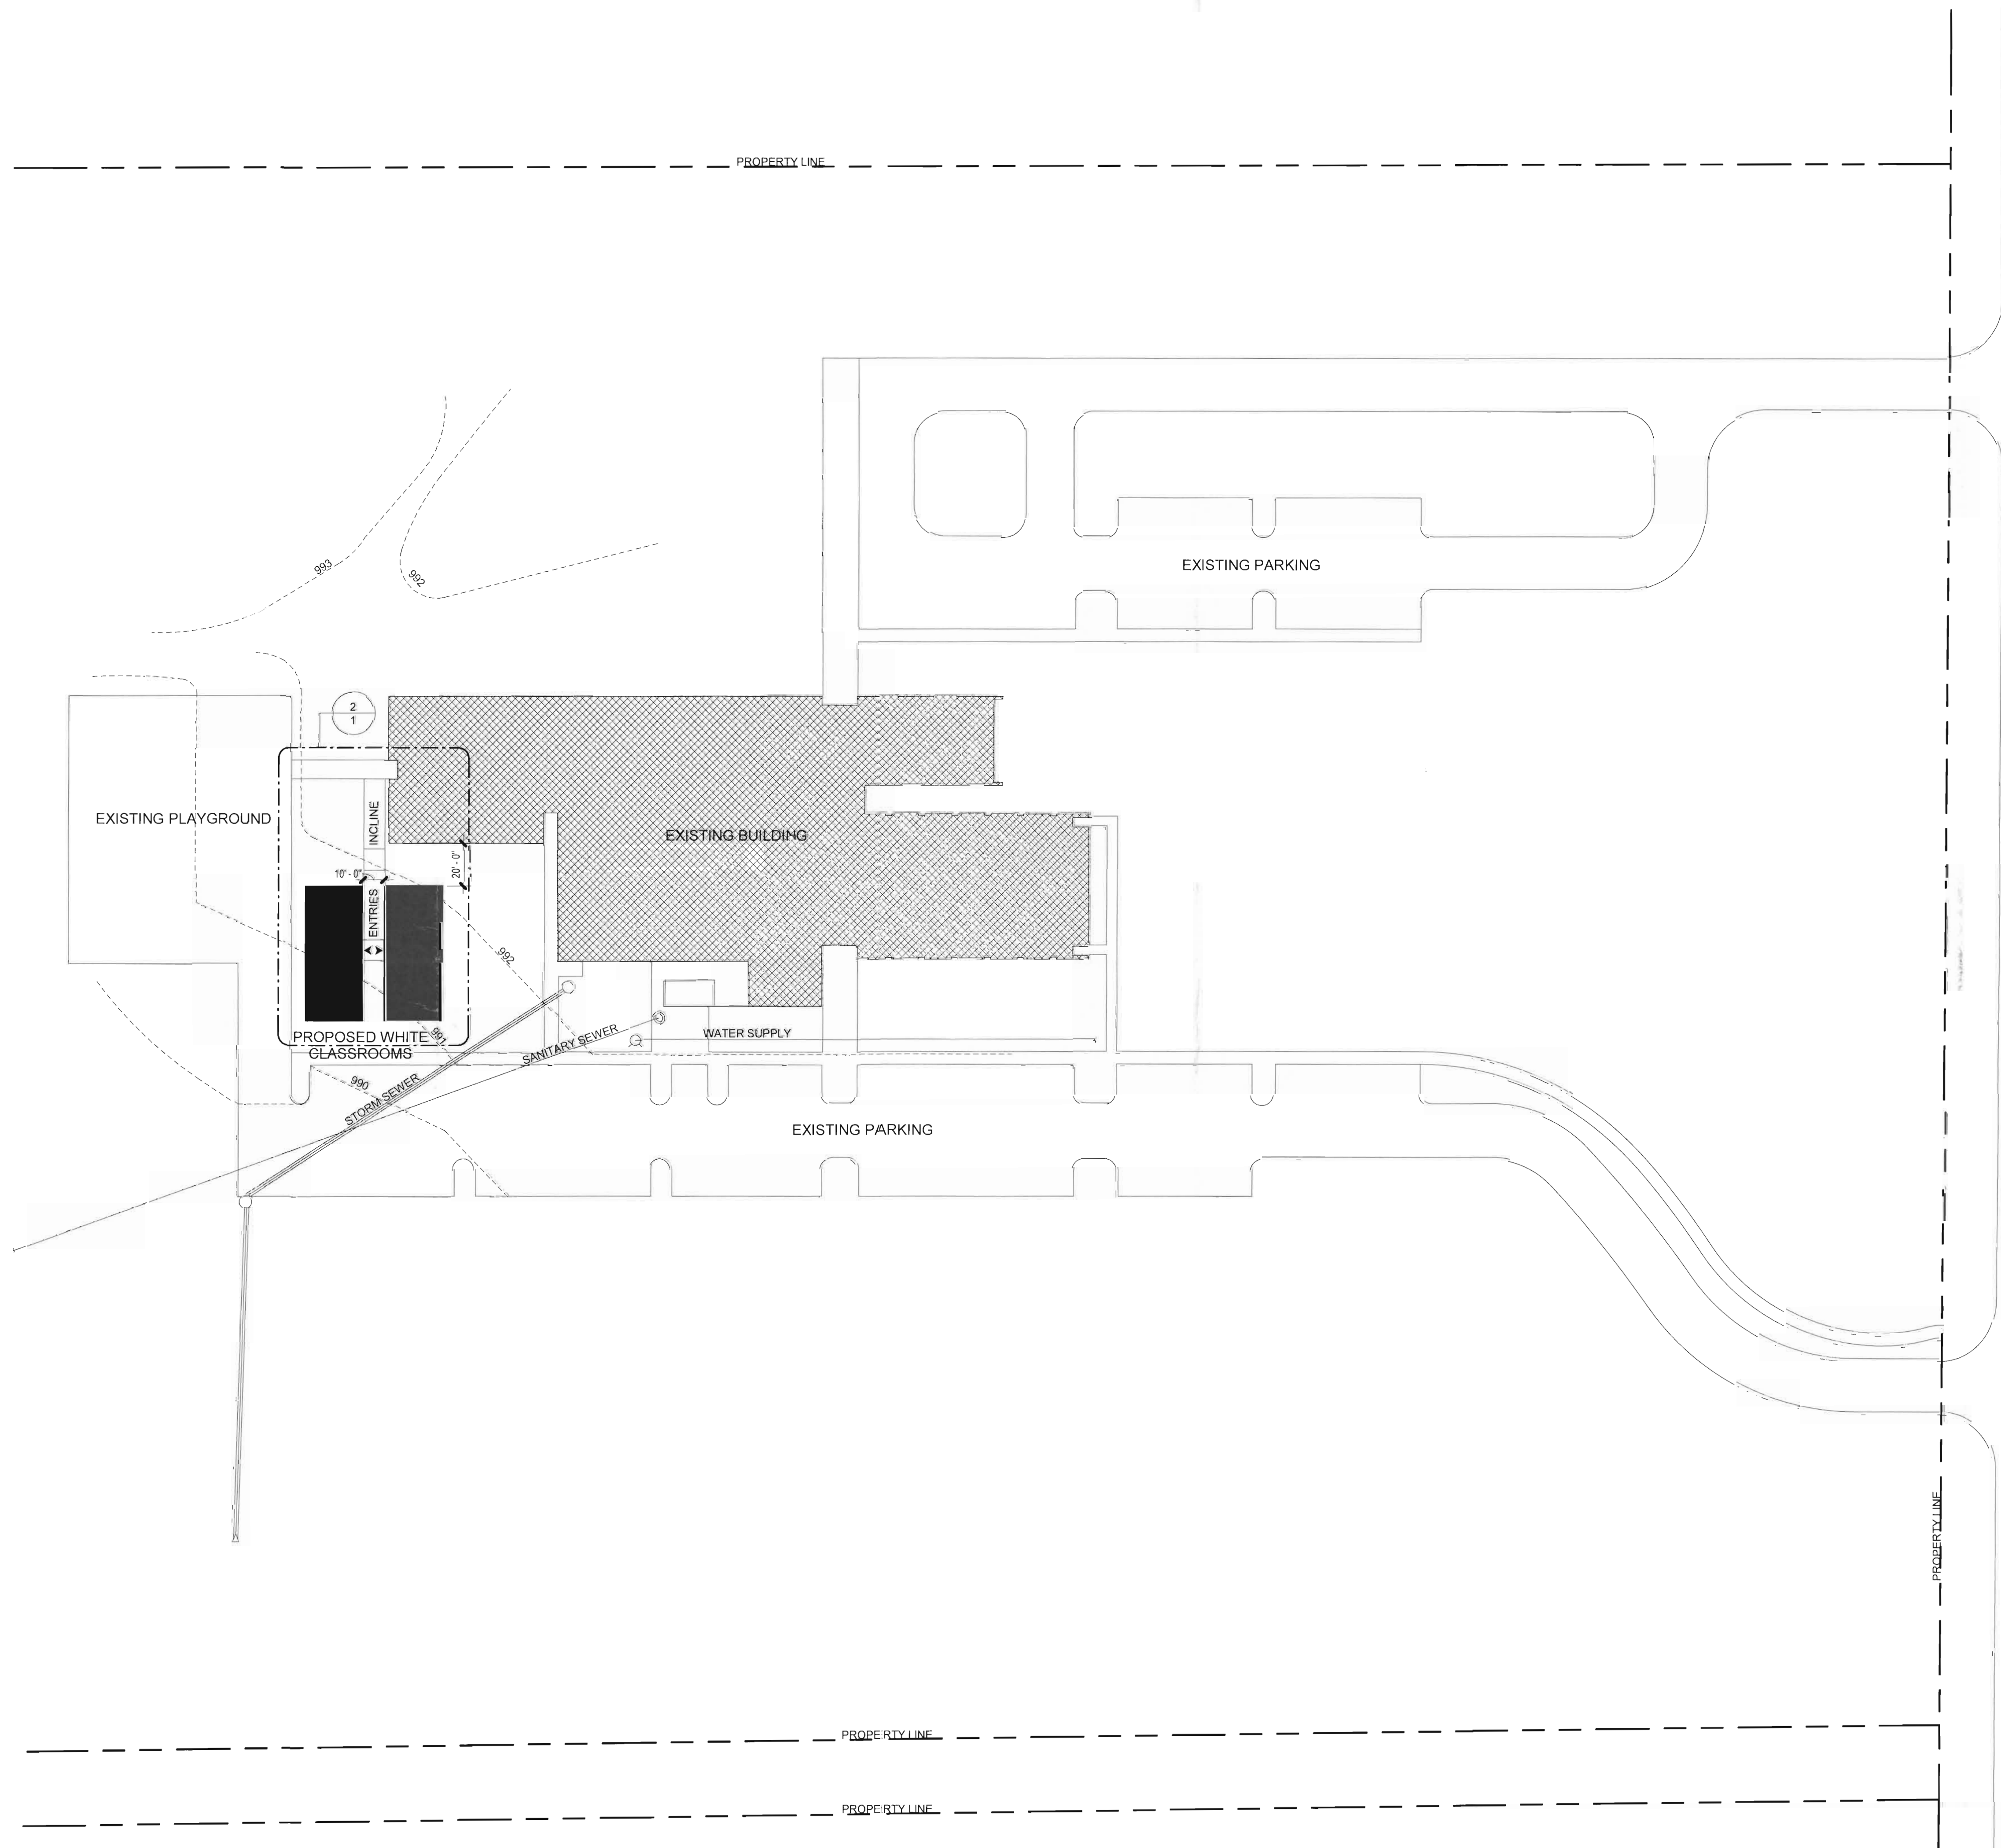 PROPERTY LINE
EXISTING PARKING
993
992
2
1
EXISTING PLAYGROUND
INCLINE
EXISTING BUILDING
20' - 0"
10' - 0"
ENTRIES
992
PROPOSED WHITE
CLASSROOMS
991
SANITARY SEWER
WATER SUPPLY
990
STORM SEWER
EXISTING PARKING
PROPERTY LINE
PROPERTY LINE
PROPERTY LINE